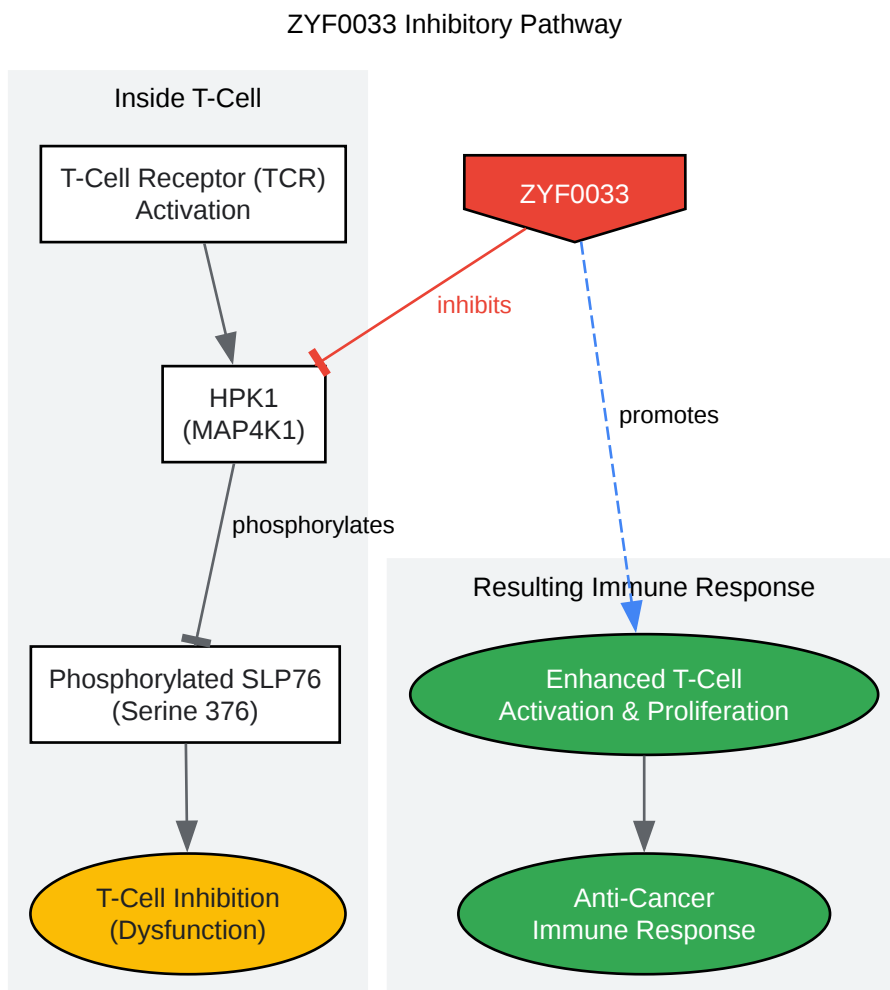 ZYF0033 Inhibitory Pathway
Inside T-Cell
T-Cell Receptor (TCR)
Activation
ZYF0033
inhibits
HPK1
(MAP4K1)
promotes
phosphorylates
Resulting Immune Response
Phosphorylated SLP76
(Serine 376)
Enhanced T-Cell
Activation & Proliferation
T-Cell Inhibition
(Dysfunction)
Anti-Cancer
Immune Response